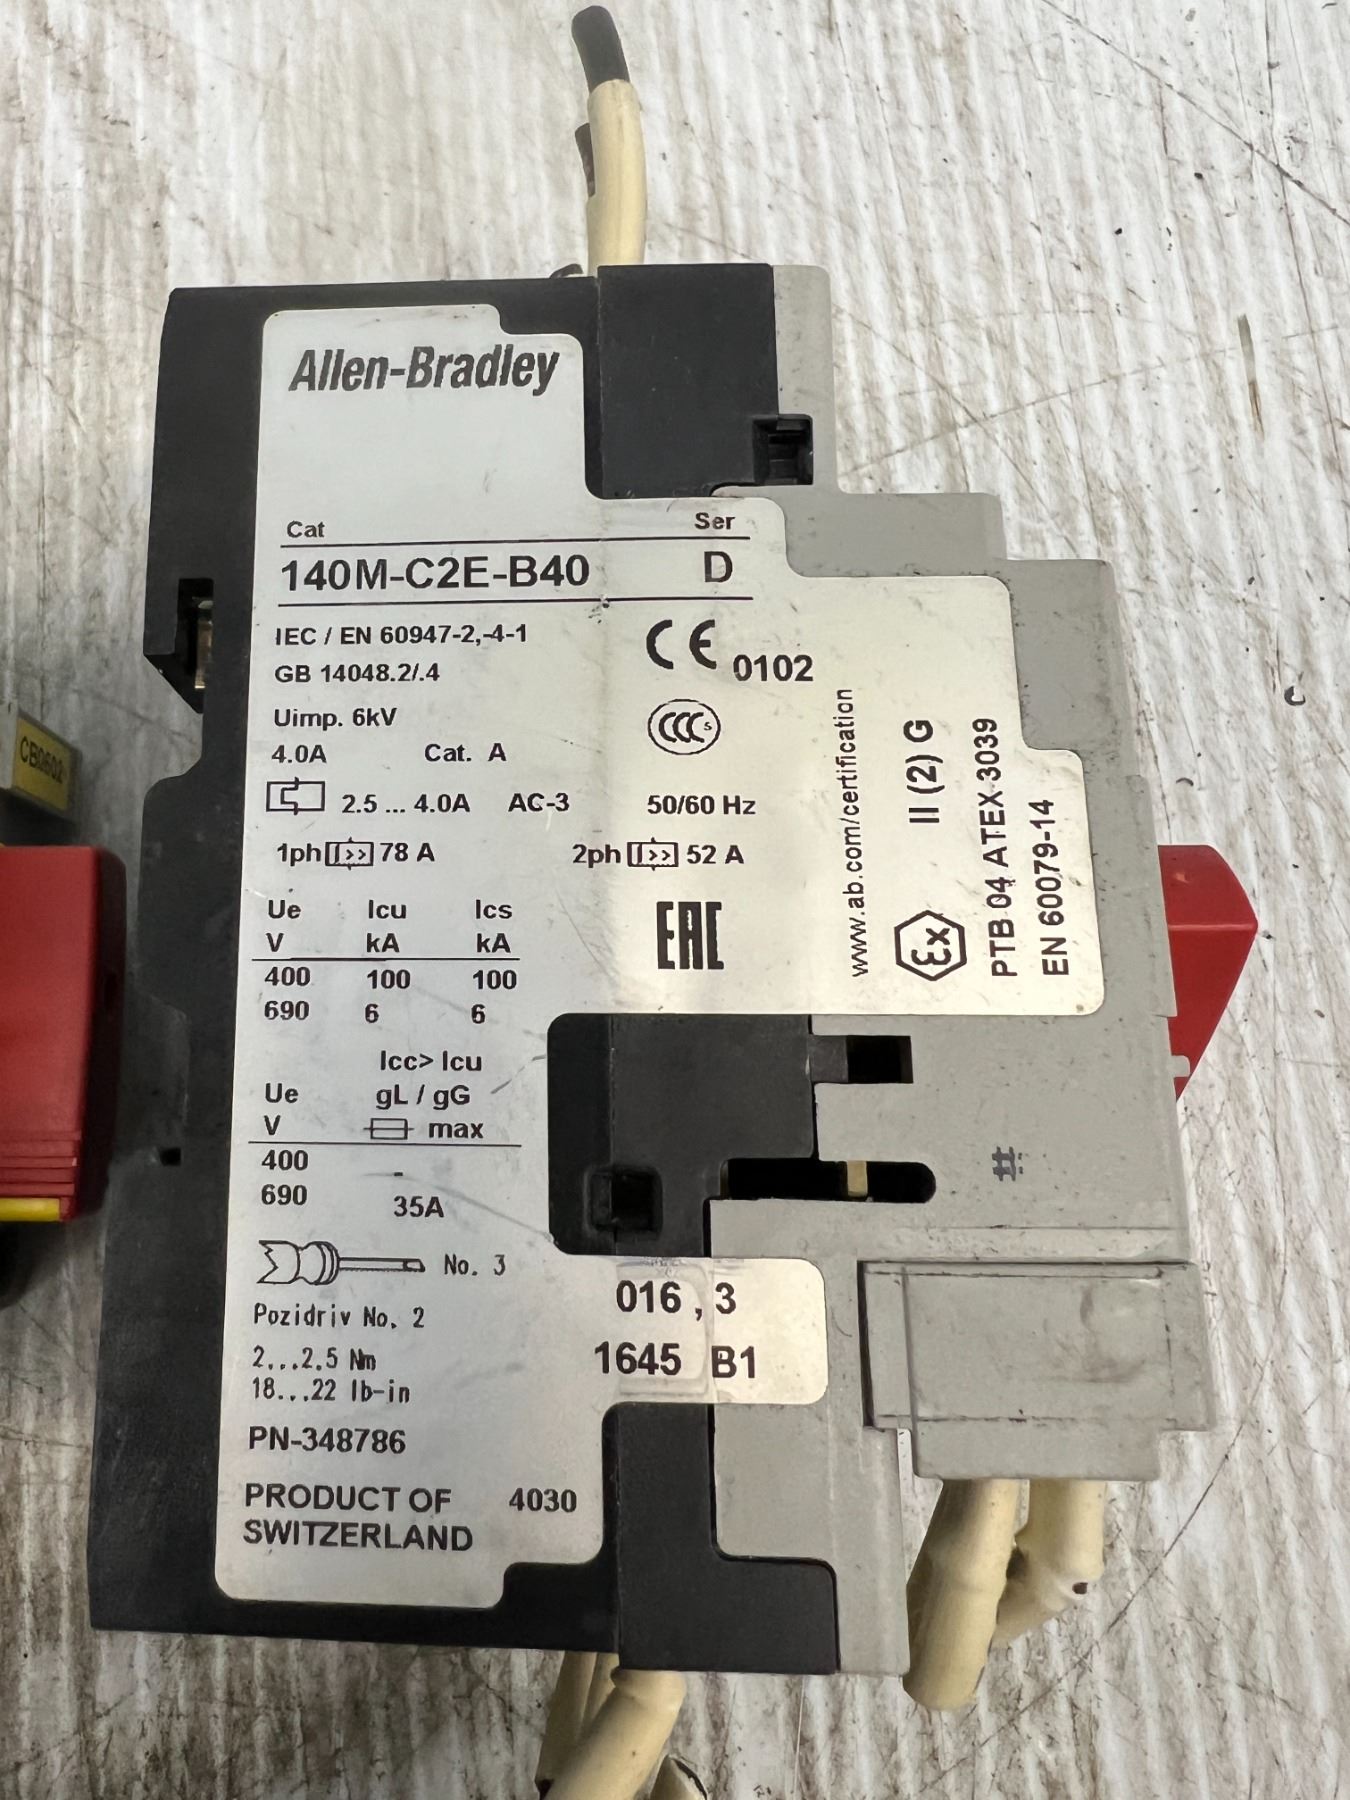 Allen-Bradley
Cat Ser
140M-C2E-B40 D
IEC / EN 60947-2,-4-1
GB 14048.2/.4
CE 0102
Uimp. 6kV
CCC S
4.0A Cat. A
2.5 ... 4.0A AC-3 50/60 Hz
1ph I>> 78 A 2ph I>> 52 A
Ue Icu Ics
V kA kA
400 100 100
690 6 6
EAC
www.ab.com/certification
Ex II (2) G
PTB 04 ATEX 3039
EN 60079-14
Icc> Icu
Ue gL / gG
V max
400 -
690 35A
No. 3
Pozidriv No. 2
2...2.5 Nm
18...22 lb-in
016,3
1645 B1
PN-348786
PRODUCT OF 4030
SWITZERLAND
CB0602